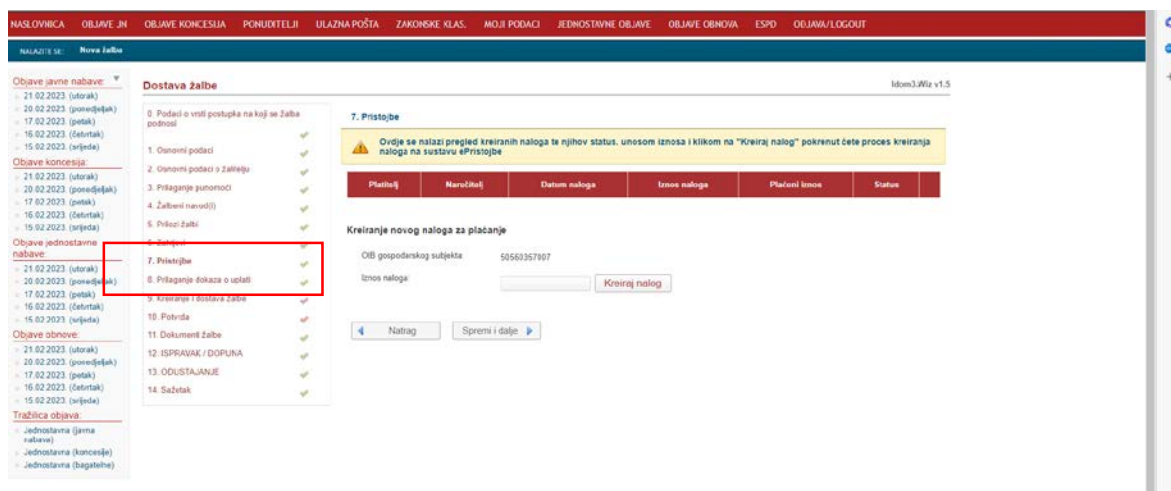 NASLOVNICA OBJAVE JN OBJAVE KONCESIJA PONUDITELJI ULAZNA POŠTA ZAKONSKE KLAS. MOJI PODACI JEDNOSTAVNE OBJAVE OBJAVE OBNOVA ESPD ODJAVA/LOGOUT
NALAZITE SE: Nova žalba
Objave javne nabave:
21.02.2023. (utorak)
20.02.2023. (ponedjeljak)
17.02.2023. (petak)
16.02.2023. (četvrtak)
15.02.2023. (srijeda)
Objave koncesija:
21.02.2023. (utorak)
20.02.2023. (ponedjeljak)
17.02.2023. (petak)
16.02.2023. (četvrtak)
15.02.2023. (srijeda)
Objave jednostavne
nabave:
21.02.2023. (utorak)
20.02.2023. (ponedjeljak)
17.02.2023. (petak)
16.02.2023. (četvrtak)
15.02.2023. (srijeda)
Objave obnove:
21.02.2023. (utorak)
20.02.2023. (ponedjeljak)
17.02.2023. (petak)
16.02.2023. (četvrtak)
15.02.2023. (srijeda)
Tražilica objava:
Jednostavna (javna
nabava)
Jednostavna (koncesije)
Jednostavna (bagatelne)
Dostava žalbe
Idom3.Wiz v1.5
0. Podaci o vrsti postupka na koji se žalba
podnosi
1. Osnovni podaci
2. Osnovni podaci o žalitelju
3. Prilaganje punomoći
4. Žalbeni navod(i)
5. Prilozi žalbi
6. Zahtjevi
7. Pristojbe
8. Prilaganje dokaza o uplati
9. Kreiranje i dostava žalbe
10. Potvrda
11. Dokumenti žalbe
12. ISPRAVAK / DOPUNA
13. ODUSTAJANJE
14. Sažetak
7. Pristojbe
Ovdje se nalazi pregled kreiranih naloga te njihov status, unosom iznosa i klikom na "Kreiraj nalog" pokrenut ćete proces kreiranja
naloga na sustavu ePristojbe
Platitelj Naručitelj Datum naloga Iznos naloga Plaćeni iznos Status
Kreiranje novog naloga za plaćanje
OIB gospodarskog subjekta: 50560357007
Iznos naloga: Kreiraj nalog
Natrag Spremi i dalje